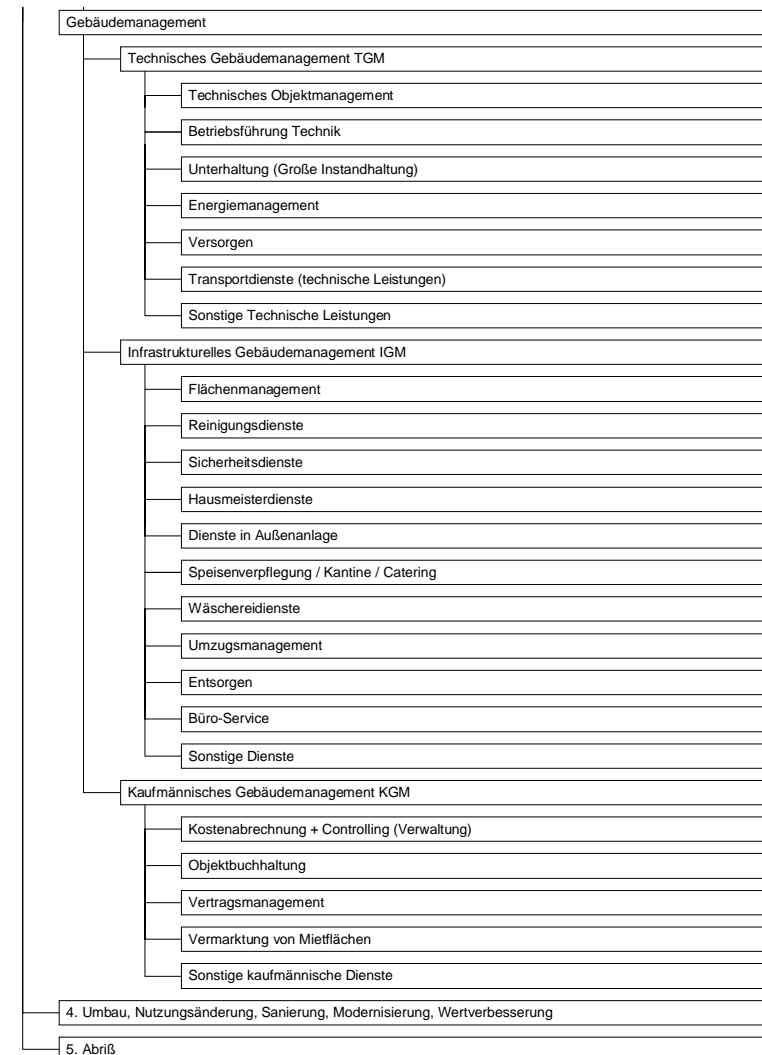 Gebäudemanagement
Technisches Gebäudemanagement TGM
Technisches Objektmanagement
Betriebsführung Technik
Unterhaltung (Große Instandhaltung)
Energiemanagement
Versorgen
Transportdienste (technische Leistungen)
Sonstige Technische Leistungen
Infrastrukturelles Gebäudemanagement IGM
Flächenmanagement
Reinigungsdienste
Sicherheitsdienste
Hausmeisterdienste
Dienste in Außenanlage
Speisenverpflegung / Kantine / Catering
Wäschereidienste
Umzugsmanagement
Entsorgen
Büro-Service
Sonstige Dienste
Kaufmännisches Gebäudemanagement KGM
Kostenabrechnung + Controlling (Verwaltung)
Objektbuchhaltung
Vertragsmanagement
Vermarktung von Mietflächen
Sonstige kaufmännische Dienste
4. Umbau, Nutzungsänderung, Sanierung, Modernisierung, Wertverbesserung
5. Abriß